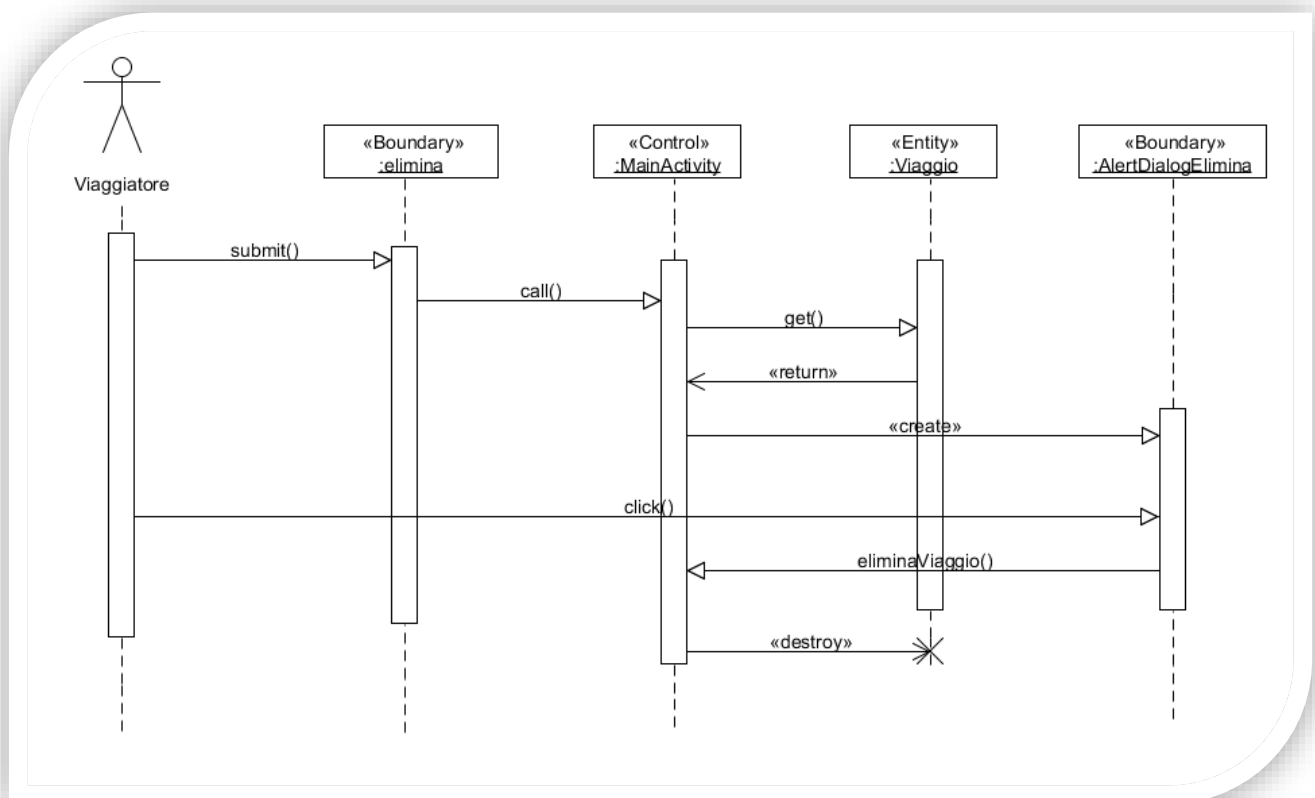 Viaggiatore
«Boundary»
:elimina
«Control»
:MainActivity
«Entity»
:Viaggio
«Boundary»
:AlertDialogElimina
submit()
call()
get()
«return»
«create»
click()
eliminaViaggio()
«destroy»